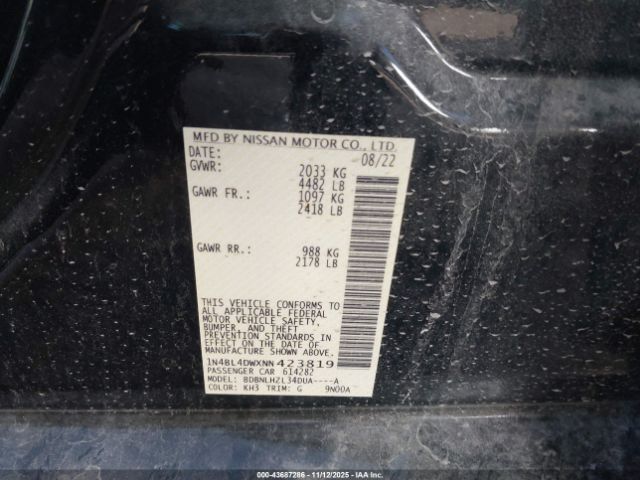 MFD BY NISSAN MOTOR CO., LTD.
DATE: 08/22
GVWR: 2033 KG
4482 LB
GAWR FR.: 1097 KG
2418 LB
GAWR RR.: 988 KG
2178 LB
THIS VEHICLE CONFORMS TO
ALL APPLICABLE FEDERAL
MOTOR VEHICLE SAFETY,
BUMPER, AND THEFT
PREVENTION STANDARDS IN
EFFECT ON THE DATE OF
MANUFACTURE SHOWN ABOVE.
1N4BL4DWXNN423819
PASSENGER CAR 614282
MODEL: BDBNLHZL34DUA----A
COLOR: KH3 TRIM: G 9N00A
000-43687286 - 11/12/2025 - IAAI, Inc.